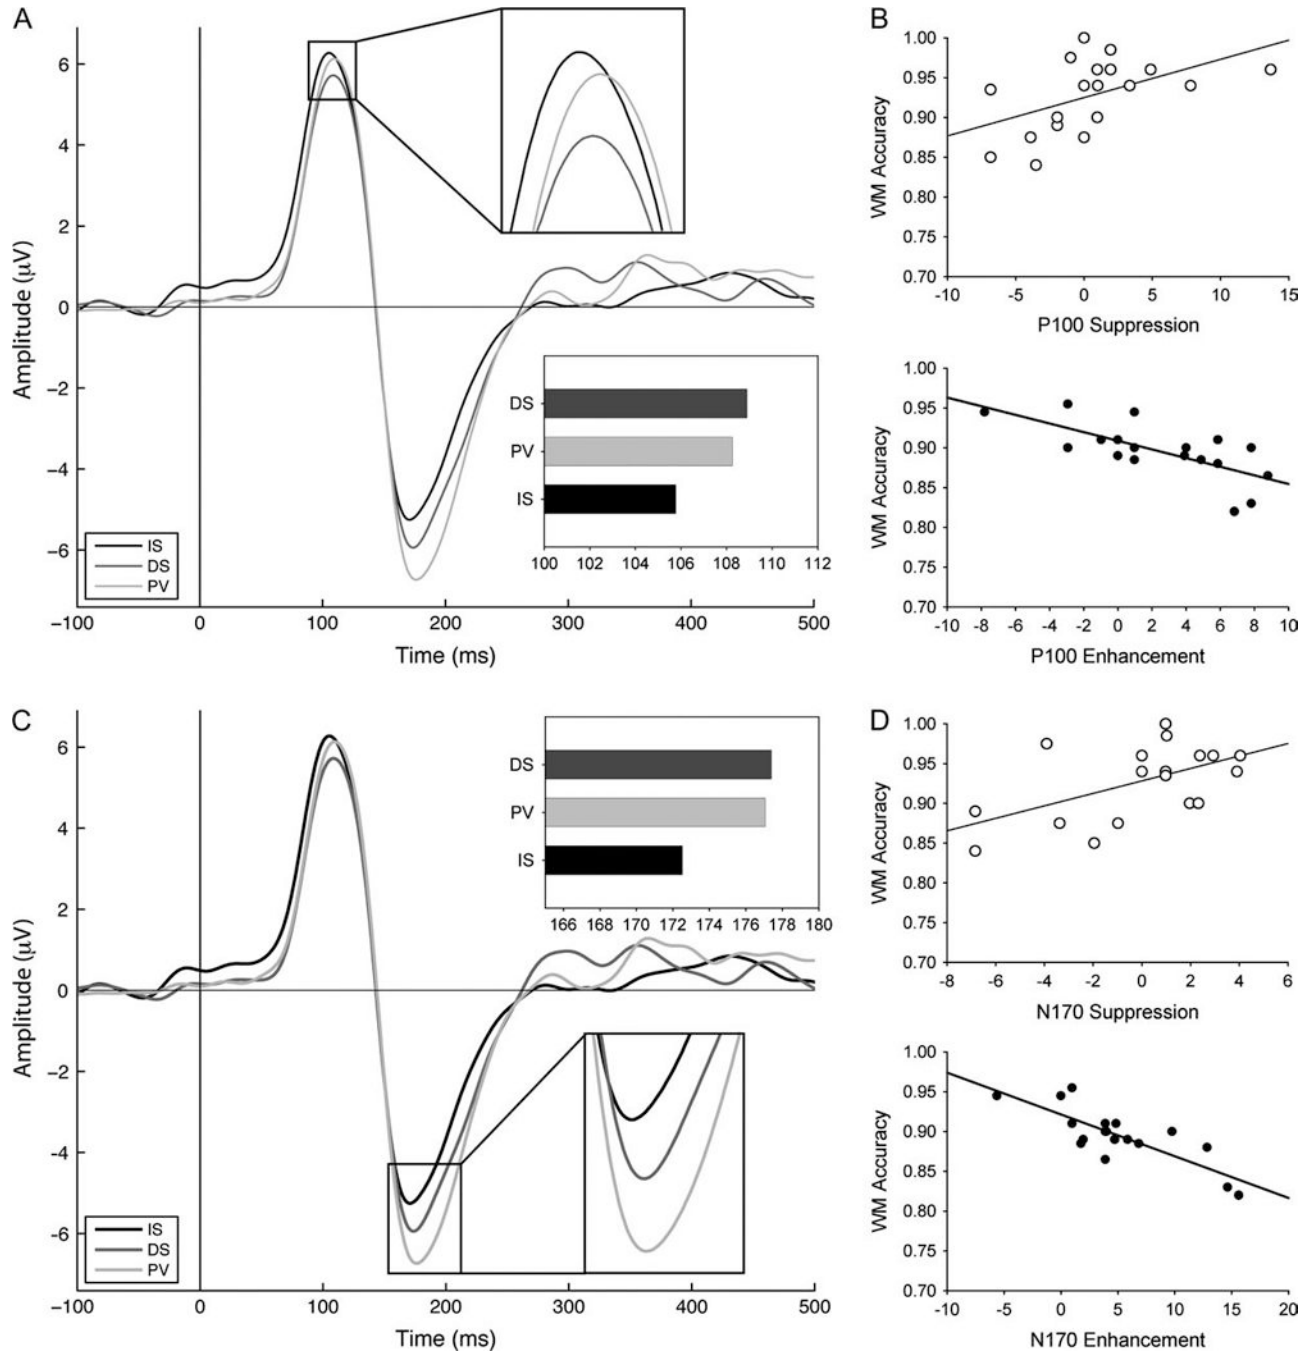 A
Amplitude (µV)
6
4
2
0
−2
−4
−6
−100
0
100
200
300
400
500
Time (ms)
IS
DS
PV
DS
PV
IS
100 102 104 106 108 110 112
B
WM Accuracy
1.00
0.95
0.90
0.85
0.80
0.75
0.70
-10 -5 0 5 10 15
P100 Suppression
WM Accuracy
1.00
0.95
0.90
0.85
0.80
0.75
0.70
-10 -8 -6 -4 -2 0 2 4 6 8 10
P100 Enhancement
C
Amplitude (µV)
6
4
2
0
−2
−4
−6
−100
0
100
200
300
400
500
Time (ms)
IS
DS
PV
DS
PV
IS
166 168 170 172 174 176 178 180
D
WM Accuracy
1.00
0.95
0.90
0.85
0.80
0.75
0.70
-8 -6 -4 -2 0 2 4 6
N170 Suppression
WM Accuracy
1.00
0.95
0.90
0.85
0.80
0.75
0.70
-10 -5 0 5 10 15 20
N170 Enhancement